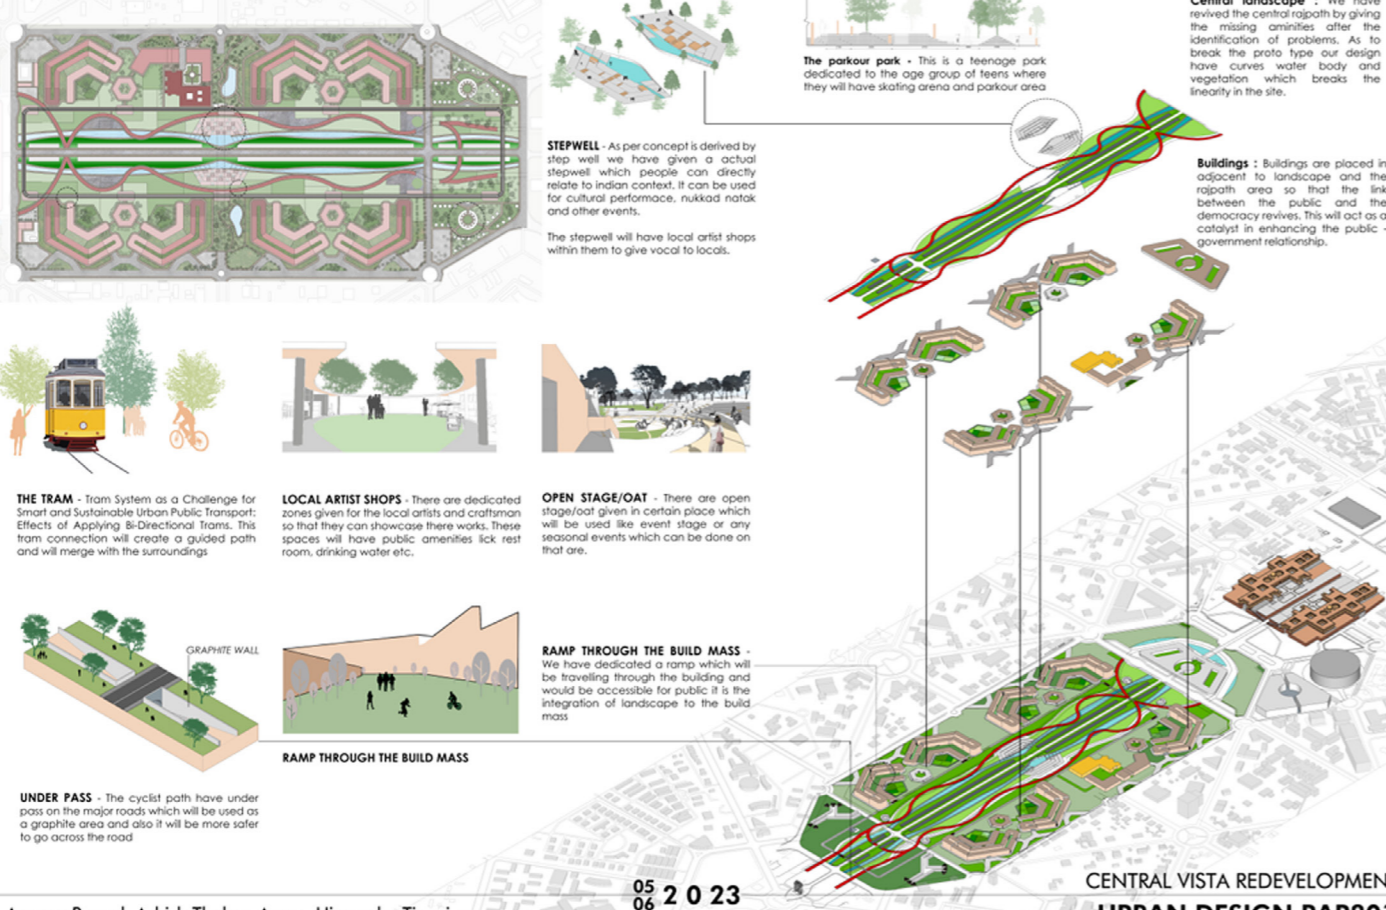 Central landscape : We have
revived the central rajpath by giving
the missing aminities after the
identification of problems. As to
break the proto type our design
have curves water body and
vegetation which breaks the
linearity in the site.
The parkour park - This is a teenage park
dedicated to the age group of teens where
they will have skating arena and parkour area
STEPWELL - As per concept is derived by
step well we have given a actual
stepwell which people can directly
relate to indian context. It can be used
for cultural performace, nukkad natak
and other events.
The stepwell will have local artist shops
within them to give vocal to locals.
Buildings : Buildings are placed in
adjacent to landscape and the
rajpath area so that the link
between the public and the
democracy revives. This will act as a
catalyst in enhancing the public -
government relationship.
THE TRAM - Tram System as a Challenge for
Smart and Sustainable Urban Public Transport:
Effects of Applying Bi-Directional Trams. This
tram connection will create a guided path
and will merge with the surroundings
LOCAL ARTIST SHOPS - There are dedicated
zones given for the local artists and craftsman
so that they can showcase there works. These
spaces will have public amenities lick rest
room, drinking water etc.
OPEN STAGE/OAT - There are open
stage/oat given in certain place which
will be used like event stage or any
seasonal events which can be done on
that are.
GRAPHITE WALL
RAMP THROUGH THE BUILD MASS -
We have dedicated a ramp which will
be travelling through the building and
would be accessible for public it is the
integration of landscape to the build
mass
RAMP THROUGH THE BUILD MASS
UNDER PASS - The cyclist path have under
pass on the major roads which will be used as
a graphite area and also it will be more safer
to go across the road
05
06
2023
CENTRAL VISTA REDEVELOPMEN
URBAN DESIGN